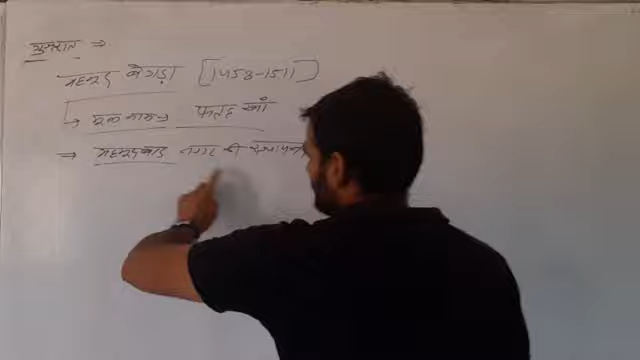 गुजरात ⇒
महमूद बेगड़ा (1458-1511)
→ मूल नाम → फतह खाँ
⇒ महमूदाबाद नगर की स्थापना